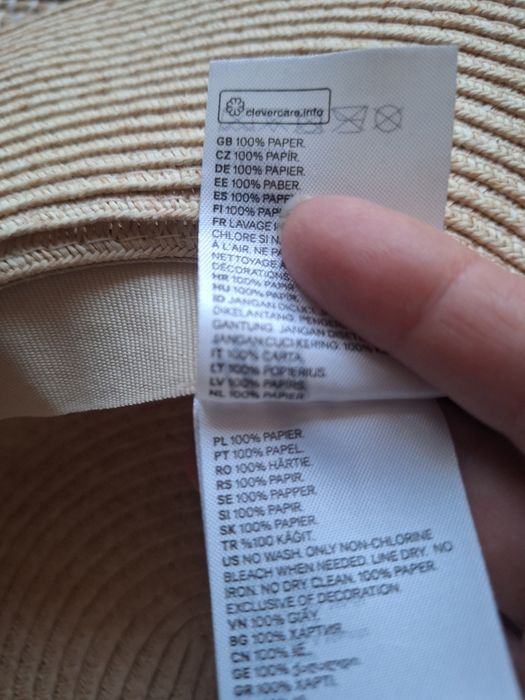 clevercare.info
GB 100% PAPER.
CZ 100% PAPÍR.
DE 100% PAPIER.
EE 100% PABER.
ES 100%
FI 100%
FR LAVAGE
CHLORE SI
À L'AIR. NE
NETTOYAGE À
DÉCORATIONS.
HR 100% PAPIR
HU 100% PAPÍR.
ID JANGAN DICUCI.
DIKELANTANG.
GANTUNG. JANGAN
JANGAN CUCI KERING. 100%
IT 100% CARTA.
LT 100% POPIERIUS.
LV 100% PAPĪRS.
NL 100% PAPIER
PL 100% PAPIER.
PT 100% PAPEL.
RO 100% HÂRTIE.
RS 100% PAPIR.
SE 100% PAPPER.
SI 100% PAPIR.
SK 100% PAPIER.
TR %100 KÂĞIT.
US NO WASH. ONLY NON-CHLORINE
BLEACH WHEN NEEDED. LINE DRY. NO
IRON. NO DRY CLEAN. 100% PAPER.
EXCLUSIVE OF DECORATION
VN 100% GIẤY.
BG 100% ХАРТИЯ.
CN 100%
GE 100%
GR 100% ΧΑΡΤΙ.